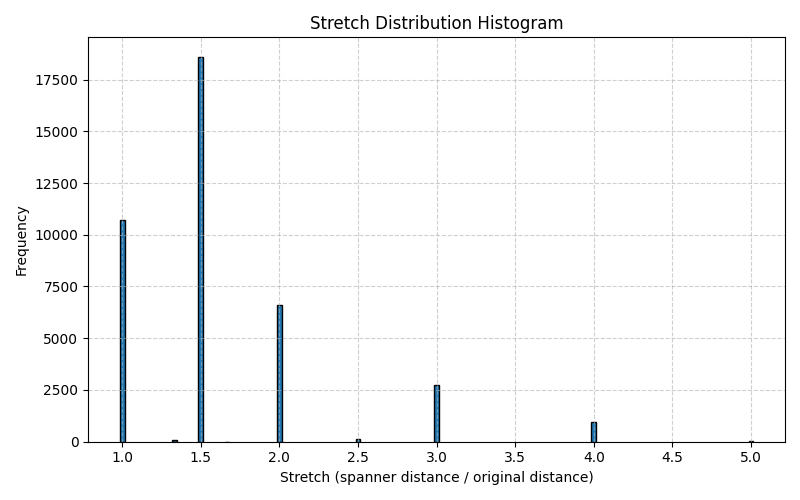 Stretch Distribution Histogram
17500
15000
12500
10000
7500
5000
2500
0
Frequency
1.0 1.5 2.0 2.5 3.0 3.5 4.0 4.5 5.0
Stretch (spanner distance / original distance)